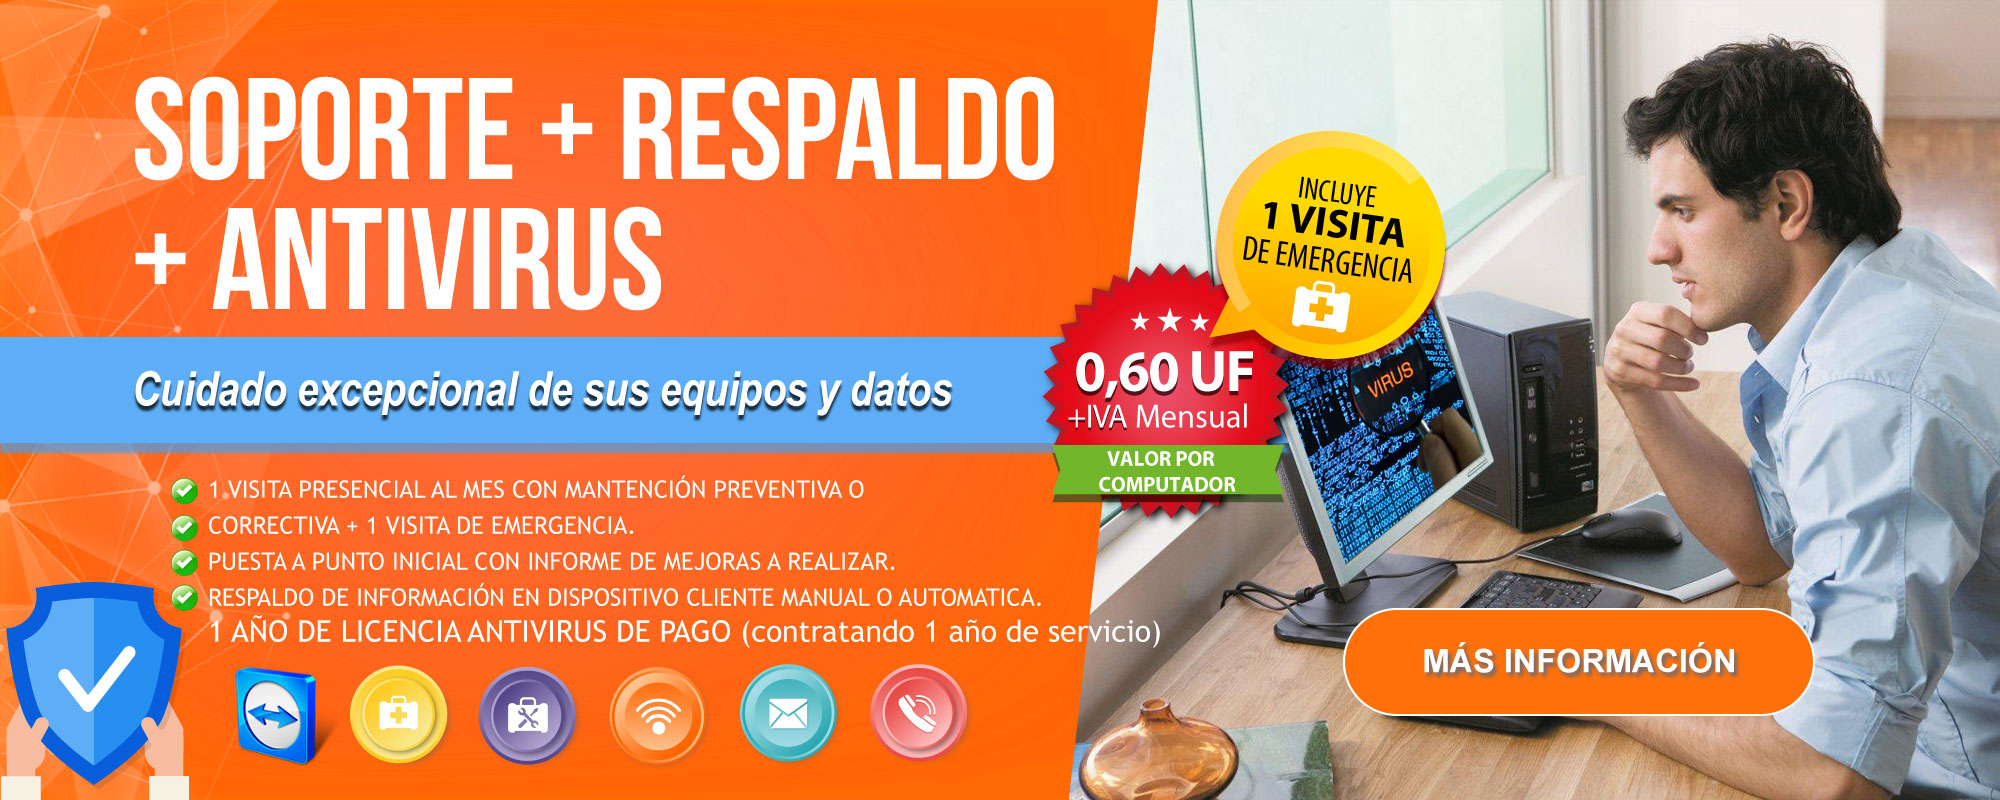 SOPORTE + RESPALDO
+ ANTIVIRUS
Cuidado excepcional de sus equipos y datos
1 VISITA PRESENCIAL AL MES CON MANTENCIÓN PREVENTIVA O
CORRECTIVA + 1 VISITA DE EMERGENCIA.
PUESTA A PUNTO INICIAL CON INFORME DE MEJORAS A REALIZAR.
RESPALDO DE INFORMACIÓN EN DISPOSITIVO CLIENTE MANUAL O AUTOMATICA.
1 AÑO DE LICENCIA ANTIVIRUS DE PAGO (contratando 1 año de servicio)
INCLUYE
1 VISITA
DE EMERGENCIA
0,60 UF
+IVA Mensual
VALOR POR
COMPUTADOR
VIRUS
MÁS INFORMACIÓN